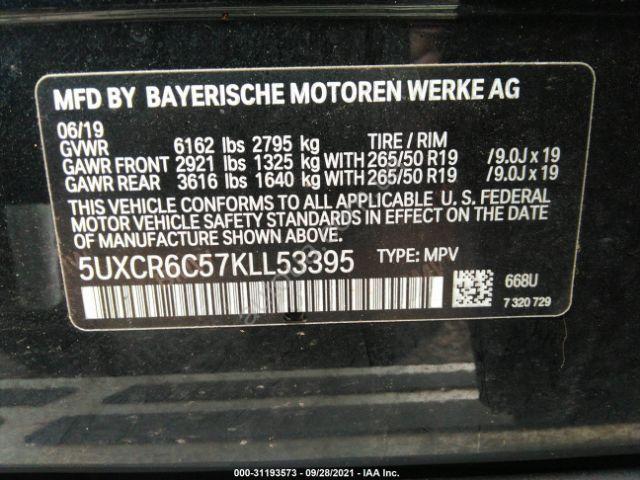 MFD BY BAYERISCHE MOTOREN WERKE AG
06/19
GVWR 6162 lbs 2795 kg TIRE / RIM
GAWR FRONT 2921 lbs 1325 kg WITH 265/50 R19 /9.0J x 19
GAWR REAR 3616 lbs 1640 kg WITH 265/50 R19 /9.0J x 19
THIS VEHICLE CONFORMS TO ALL APPLICABLE U. S. FEDERAL
MOTOR VEHICLE SAFETY STANDARDS IN EFFECT ON THE DATE
OF MANUFACTURE SHOWN ABOVE.
5UXCR6C57KLL53395 TYPE: MPV
668U
7 320 729
000-31193573 - 09/28/2021 - IAA Inc.